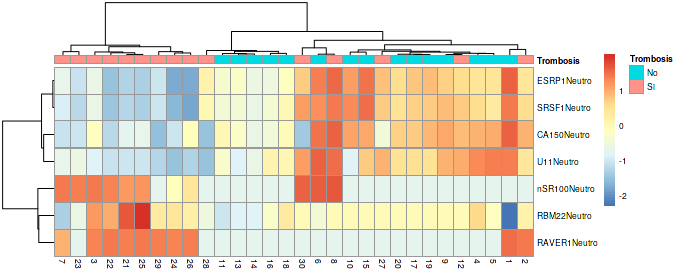 Trombosis
Trombosis
No
SI
ESRP1Neutro
SRSF1Neutro
CA150Neutro
U11Neutro
nSR100Neutro
RBM22Neutro
RAVER1Neutro
1
0
-1
-2
7 23 3 22 21 25 29 24 26 28 11 13 14 16 18 30 6 8 10 15 27 20 17 19 9 12 4 5 1 2